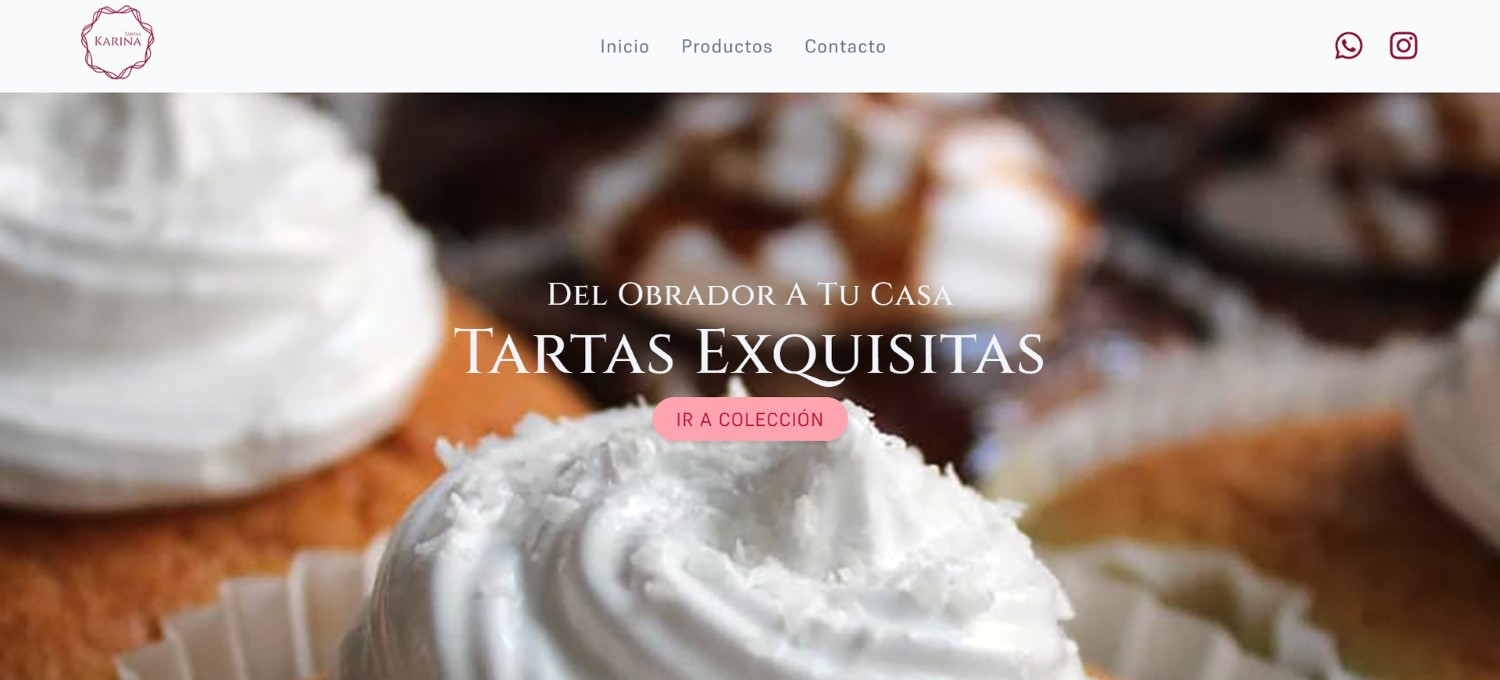 TARTAS
KARINA
Inicio
Productos
Contacto
Del Obrador A Tu Casa
Tartas Exquisitas
IR A COLECCIÓN